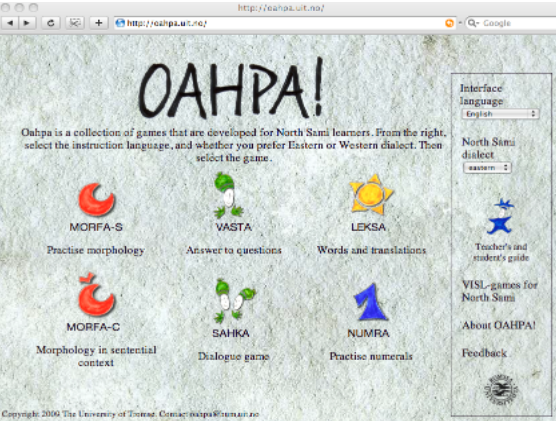 http://oahpa.uit.no/
http://oahpa.uit.no/
Google
OAHPA!
Oahpa is a collection of games that are developed for North Sami learners. From the right,
select the instruction language, and whether you prefer Eastern or Western dialect. Then
select the game.
MORFA-S
Practise morphology
VASTA
Answer to questions
LEKSA
Words and translations
MORFA-C
Morphology in sentential
context
SAHKA
Dialogue game
NUMRA
Practise numerals
Interface
language
English
North Sami
dialect
eastern
Teacher's and
student's guide
VISL-games for
North Sami
About OAHPA!
Feedback
Copyright 2009 The University of Tromsø. Contact oahpa@hum.uit.no